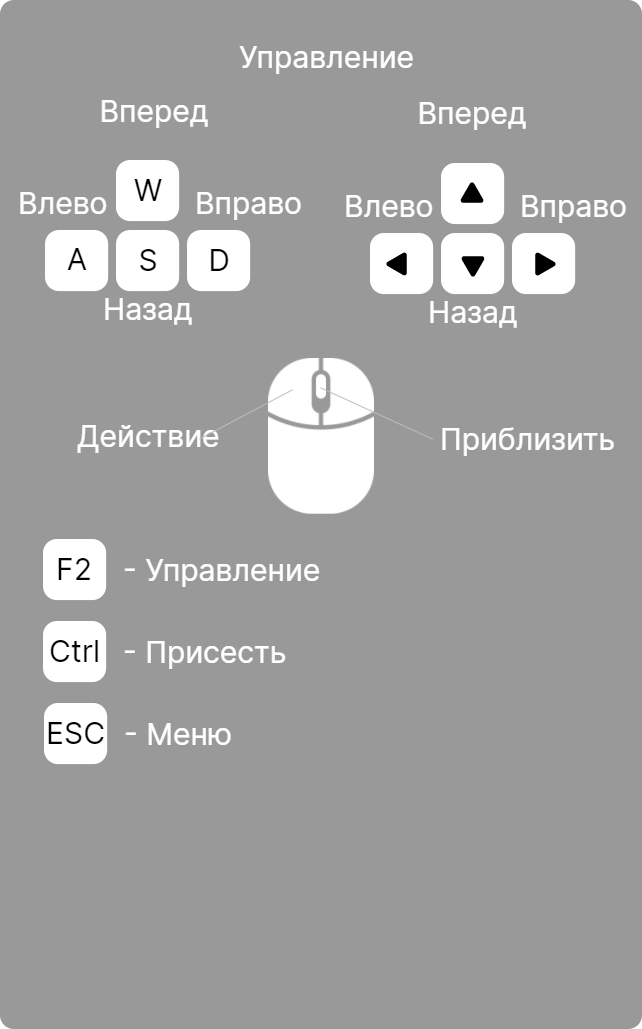 Управление
Вперед Вперед
Влево W Вправо Влево Вправо
A S D
Назад Назад
Действие Приблизить
F2 - Управление
Ctrl - Присесть
ESC - Меню